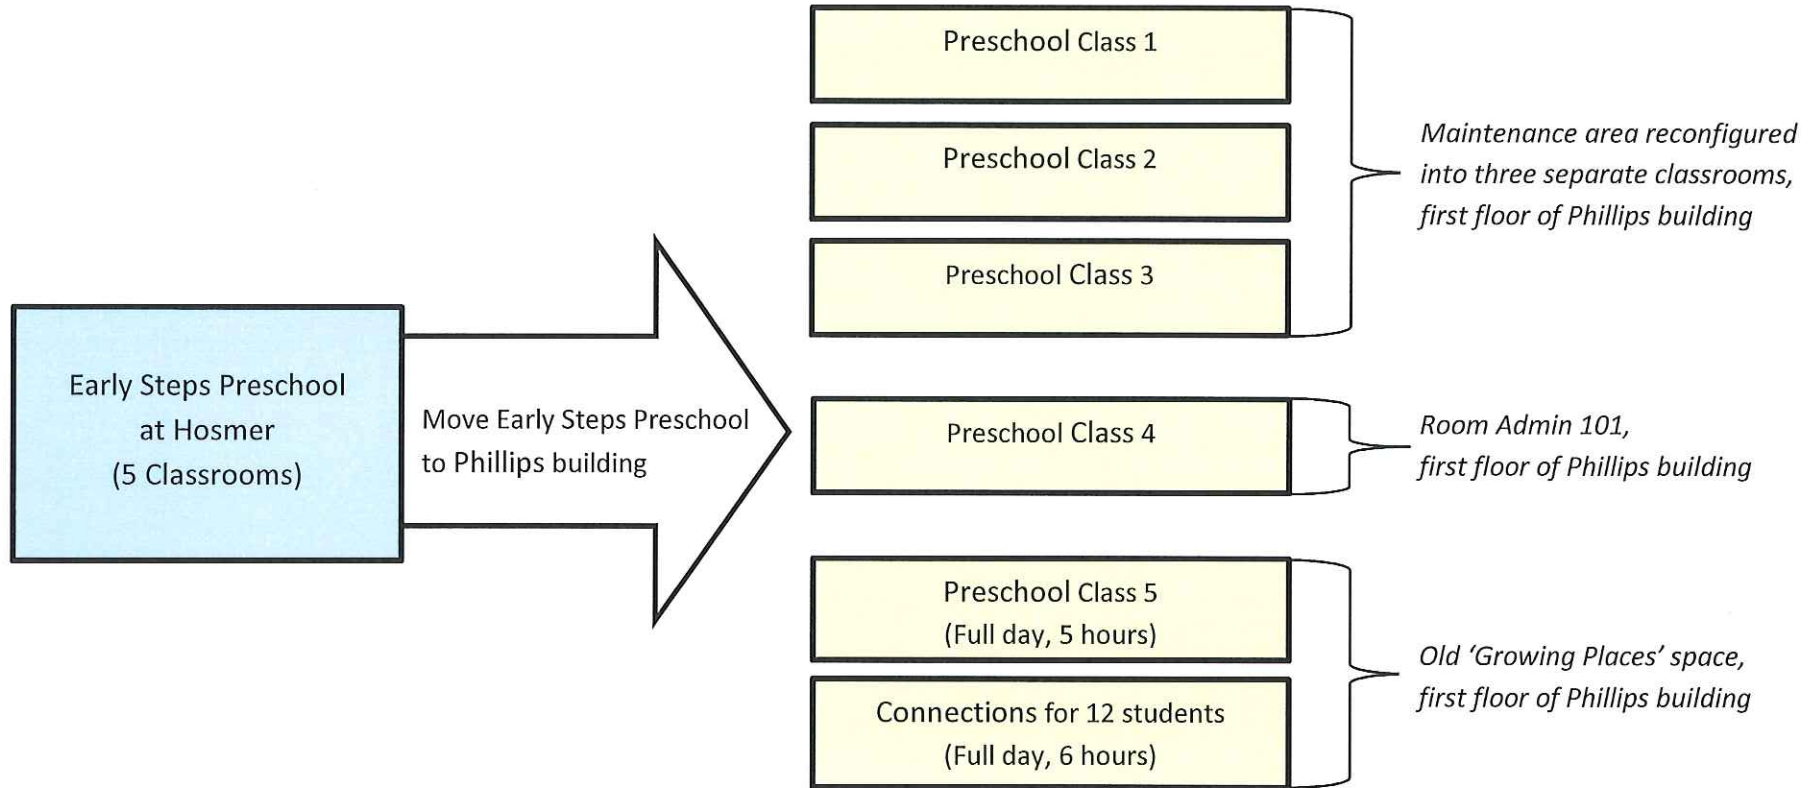 Early Steps Preschool
at Hosmer
(5 Classrooms)
Move Early Steps Preschool
to Phillips building
Preschool Class 1
Preschool Class 2
Preschool Class 3
Maintenance area reconfigured
into three separate classrooms,
first floor of Phillips building
Preschool Class 4
Room Admin 101,
first floor of Phillips building
Preschool Class 5
(Full day, 5 hours)
Connections for 12 students
(Full day, 6 hours)
Old ‘Growing Places’ space,
first floor of Phillips building